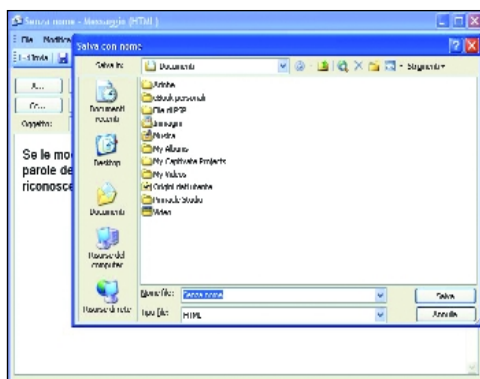 Senza nome - Messaggio (HTML)
File Modifica
Invia
A...
Cc...
Oggetto:
Se le mo
parole de
riconosce
Salva con nome
Salva in: Documenti Strumenti
Documenti recenti
Desktop
Documenti
Risorse del computer
Risorse di rete
Adobe
eBook personali
File di PSP
Immagini
Musica
My Albums
My Captivate Projects
My Videos
Origini dati utente
Pinnacle Studio
Video
Nome file: Senza nome Salva
Tipo file: HTML Annulla